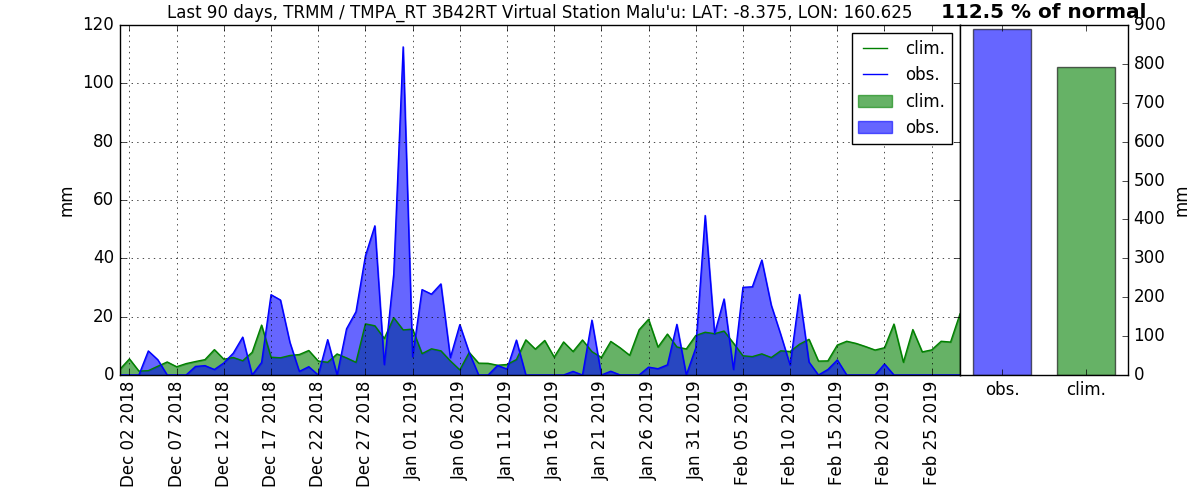 Last 90 days, TRMM / TMPA_RT 3B42RT Virtual Station Malu'u: LAT: -8.375, LON: 160.625
112.5 % of normal
120
100
80
60
40
20
0
mm
clim.
obs.
clim.
obs.
Dec 02 2018
Dec 07 2018
Dec 12 2018
Dec 17 2018
Dec 22 2018
Dec 27 2018
Jan 01 2019
Jan 06 2019
Jan 11 2019
Jan 16 2019
Jan 21 2019
Jan 26 2019
Jan 31 2019
Feb 05 2019
Feb 10 2019
Feb 15 2019
Feb 20 2019
Feb 25 2019
900
800
700
600
500
400
300
200
100
0
mm
obs.
clim.